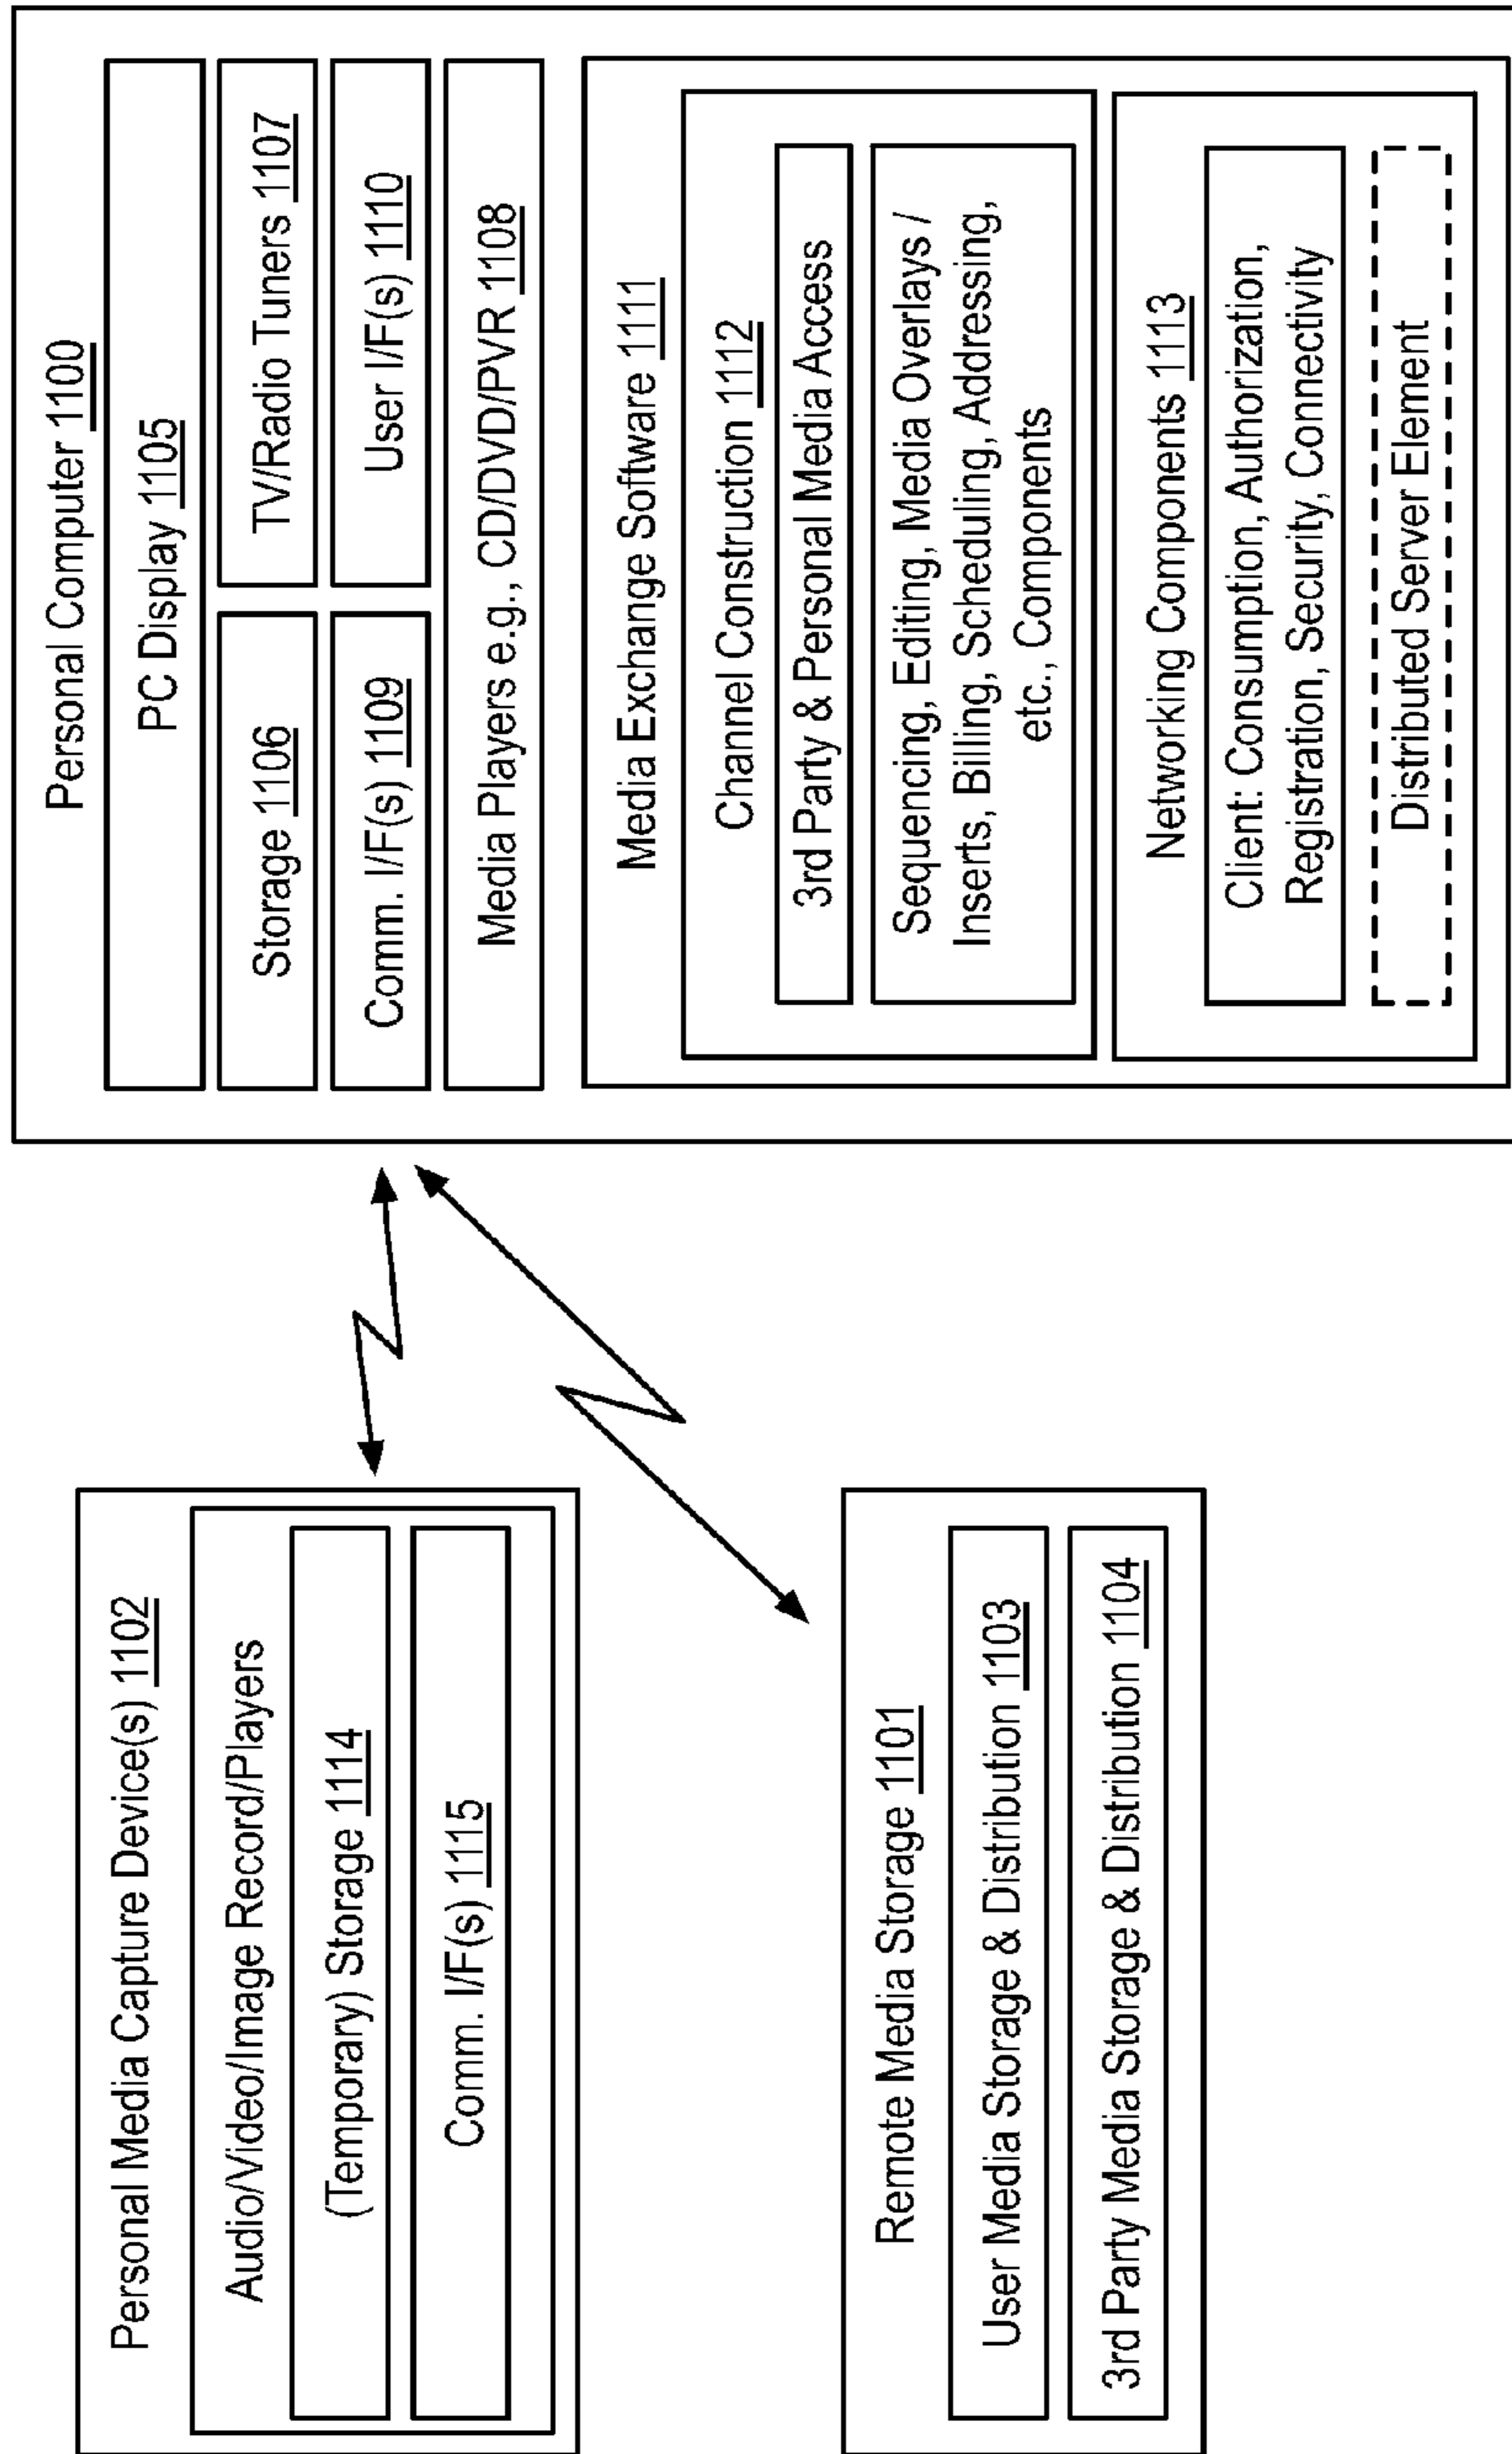 Personal Media Capture Device(s) 1102
Audio/Video/Image Record/Players
(Temporary) Storage 1114
Comm. I/F(s) 1115
Remote Media Storage 1101
User Media Storage & Distribution 1103
3rd Party Media Storage & Distribution 1104
Personal Computer 1100
PC Display 1105
Storage 1106
TV/Radio Tuners 1107
Comm. I/F(s) 1109
User I/F(s) 1110
Media Players e.g., CD/DVD/PVR 1108
Media Exchange Software 1111
Channel Construction 1112
3rd Party & Personal Media Access
Sequencing, Editing, Media Overlays /
Inserts, Billing, Scheduling, Addressing,
etc., Components
Networking Components 1113
Client: Consumption, Authorization,
Registration, Security, Connectivity
Distributed Server Element